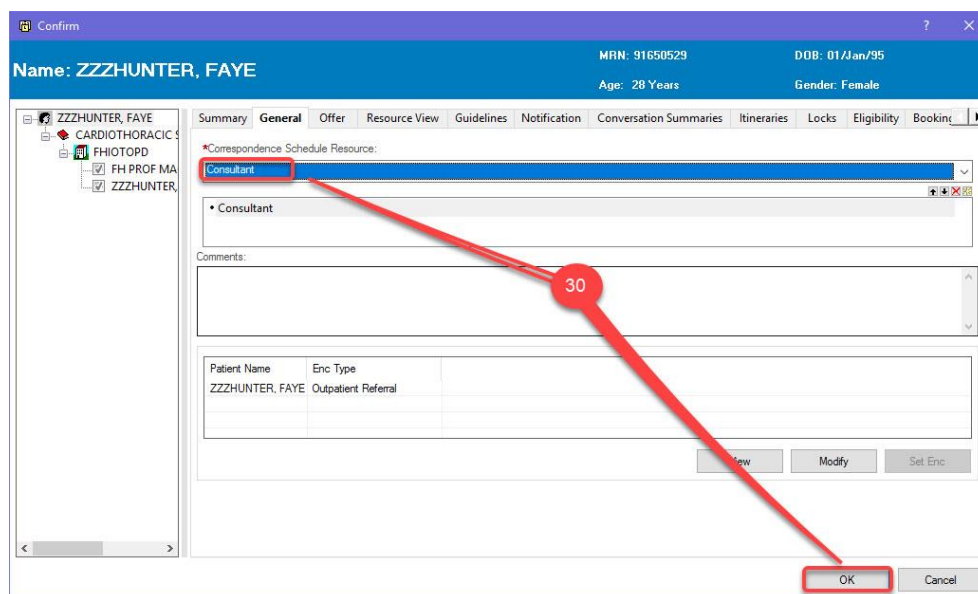 Confirm
Name: ZZZHUNTER, FAYE
MRN: 91650529
DOB: 01/Jan/95
Age: 28 Years
Gender: Female
ZZZHUNTER, FAYE
CARDIOTHORACIC S
FHIOTOPD
FH PROF MA
ZZZHUNTER,
Summary General Offer Resource View Guidelines Notification Conversation Summaries Itineraries Locks Eligibility Booking
*Correspondence Schedule Resource:
Consultant
• Consultant
Comments:
30
Patient Name Enc Type
ZZZHUNTER, FAYE Outpatient Referral
Modify Set Enc
OK Cancel